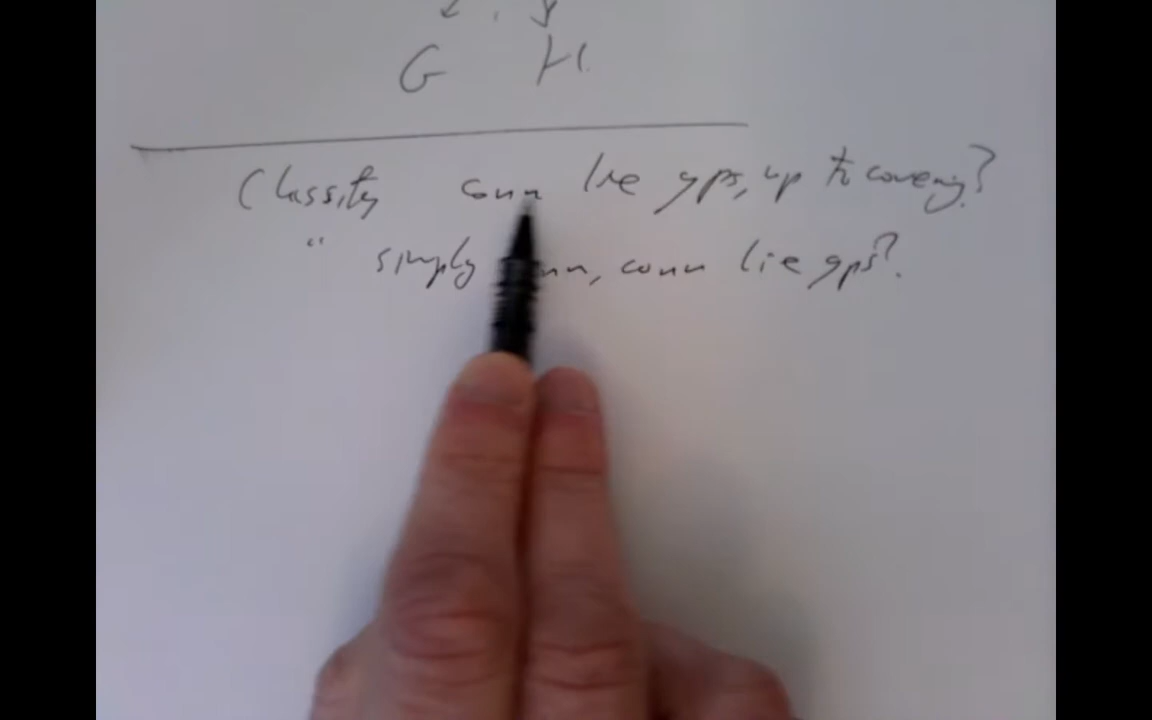 G H.
Classify conn lie gps, up to covering?
" simply conn, conn lie gps?